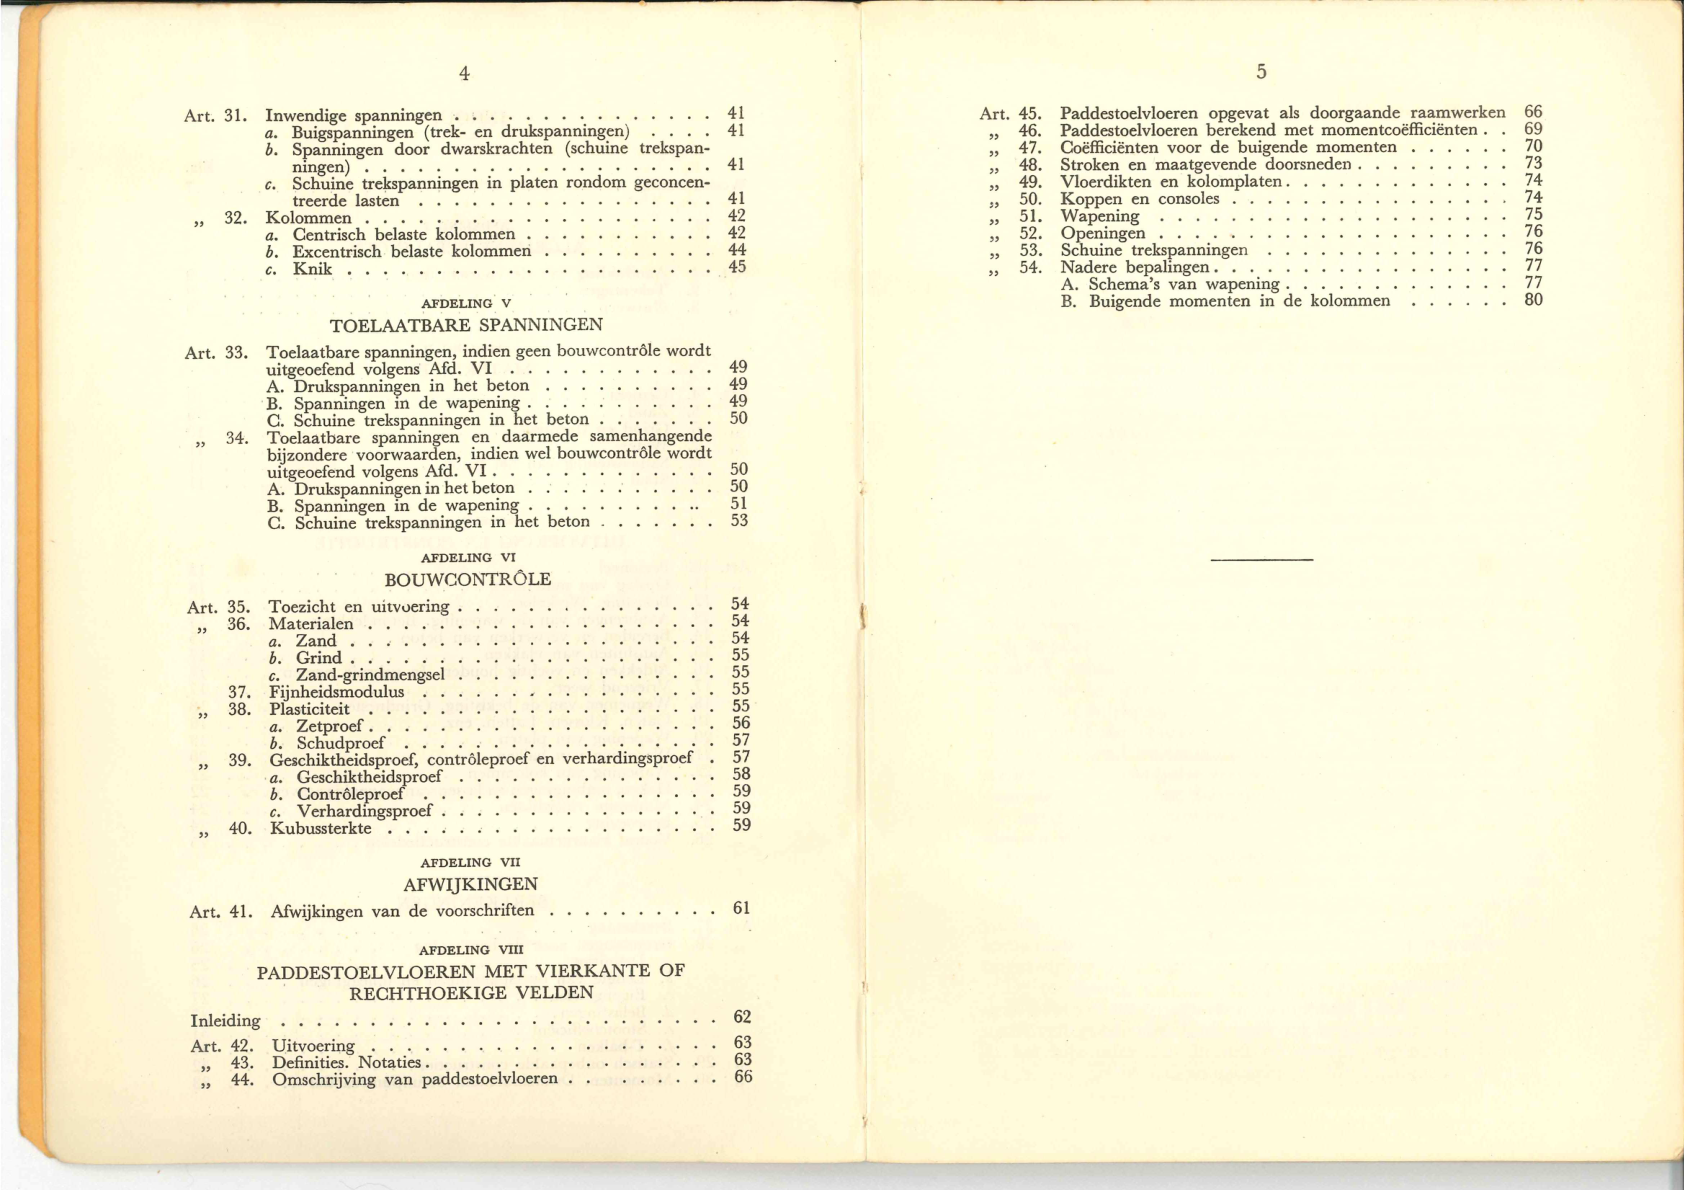 4
Art. 31. Inwendige spanningen . . . . . . . . . . . . . . . 41
a. Buigspanningen (trek- en drukspanningen) . . . . 41
b. Spanningen door dwarskrachten (schuine trekspan-
ningen) . . . . . . . . . . . . . . . . . . . . 41
c. Schuine trekspanningen in platen rondom geconcen-
treerde lasten . . . . . . . . . . . . . . . . . 41
„ 32. Kolommen . . . . . . . . . . . . . . . . . . . . 42
a. Centrisch belaste kolommen . . . . . . . . . . . 42
b. Excentrisch belaste kolommen . . . . . . . . . . 44
c. Knik . . . . . . . . . . . . . . . . . . . . . 45
AFDELING V
TOELAATBARE SPANNINGEN
Art. 33. Toelaatbare spanningen, indien geen bouwcontrôle wordt
uitgeoefend volgens Afd. VI . . . . . . . . . . . . 49
A. Drukspanningen in het beton . . . . . . . . . . 49
B. Spanningen in de wapening . . . . . . . . . . . 49
C. Schuine trekspanningen in het beton . . . . . . . 50
„ 34. Toelaatbare spanningen en daarmede samenhangende
bijzondere voorwaarden, indien wel bouwcontrôle wordt
uitgeoefend volgens Afd. VI . . . . . . . . . . . . . 50
A. Drukspanningen in het beton . . . . . . . . . . . 50
B. Spanningen in de wapening . . . . . . . . . . .. 51
C. Schuine trekspanningen in het beton . . . . . . . 53
AFDELING VI
BOUWCONTRÔLE
Art. 35. Toezicht en uitvoering . . . . . . . . . . . . . . . 54
„ 36. Materialen . . . . . . . . . . . . . . . . . . . . 54
a. Zand . . . . . . . . . . . . . . . . . . . . . 54
b. Grind . . . . . . . . . . . . . . . . . . . . . 55
c. Zand-grindmengsel . . . . . . . . . . . . . . . 55
37. Fijnheidsmodulus . . . . . . . . . . . . . . . . . 55
„ 38. Plasticiteit . . . . . . . . . . . . . . . . . . . . 55
a. Zetproef . . . . . . . . . . . . . . . . . . . . 56
b. Schudproef . . . . . . . . . . . . . . . . . . 57
„ 39. Geschiktheidsproef, contrôleproef en verhardingsproef . 57
a. Geschiktheidsproef . . . . . . . . . . . . . . . 58
b. Contrôleproef . . . . . . . . . . . . . . . . . 59
c. Verhardingsproef . . . . . . . . . . . . . . . . 59
„ 40. Kubussterkte . . . . . . . . . . . . . . . . . . . 59
AFDELING VII
AFWIJKINGEN
Art. 41. Afwijkingen van de voorschriften . . . . . . . . . . 61
AFDELING VIII
PADDESTOELVLOEREN MET VIERKANTE OF
RECHTHOEKIGE VELDEN
Inleiding . . . . . . . . . . . . . . . . . . . . . . . . . 62
Art. 42. Uitvoering . . . . . . . . . . . . . . . . . . . . 63
„ 43. Definities. Notaties . . . . . . . . . . . . . . . . . 63
„ 44. Omschrijving van paddestoelvloeren . . . . . . . . . 66
5
Art. 45. Paddestoelvloeren opgevat als doorgaande raamwerken 66
„ 46. Paddestoelvloeren berekend met momentcoëfficiënten . . 69
„ 47. Coëfficiënten voor de buigende momenten . . . . . . 70
„ 48. Stroken en maatgevende doorsneden . . . . . . . . . 73
„ 49. Vloerdikten en kolomplaten . . . . . . . . . . . . . 74
„ 50. Koppen en consoles . . . . . . . . . . . . . . . . 74
„ 51. Wapening . . . . . . . . . . . . . . . . . . . . 75
„ 52. Openingen . . . . . . . . . . . . . . . . . . . . 76
„ 53. Schuine trekspanningen . . . . . . . . . . . . . . 76
„ 54. Nadere bepalingen . . . . . . . . . . . . . . . . . 77
A. Schema's van wapening . . . . . . . . . . . . . 77
B. Buigende momenten in de kolommen . . . . . . 80